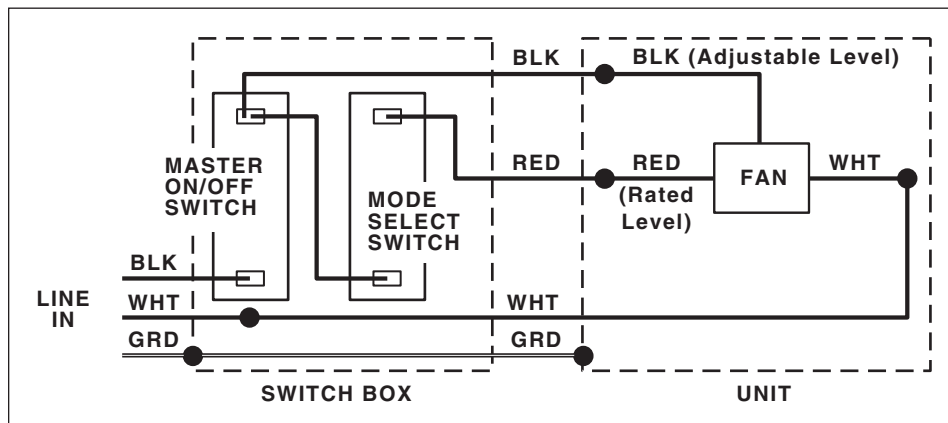 BLK
BLK (Adjustable Level)
MASTER
ON/OFF
SWITCH
MODE
SELECT
SWITCH
RED
RED
(Rated
Level)
FAN
WHT
LINE
IN
BLK
WHT
WHT
GRD
GRD
SWITCH BOX
UNIT